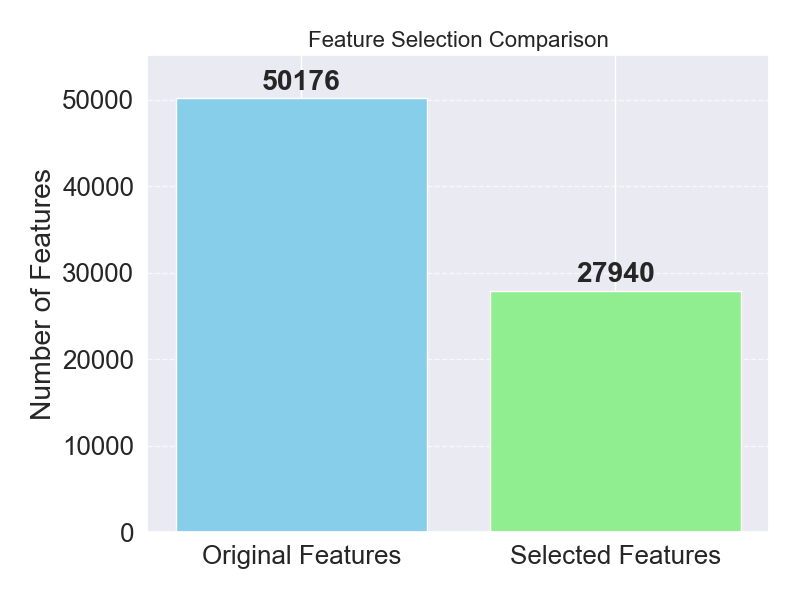 Feature Selection Comparison
50176
27940
50000
40000
30000
20000
10000
0
Number of Features
Original Features
Selected Features